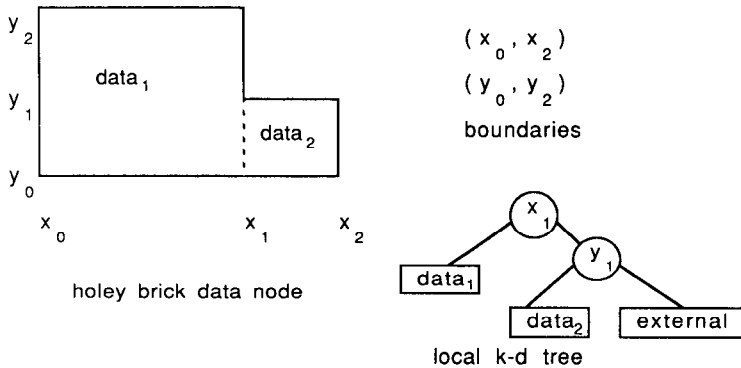 y2
data1
y1
data2
y0
x0
x1
x2
holey brick data node
( x0 , x2 )
( y0 , y2 )
boundaries
x1
y1
data1
data2
external
local k-d tree